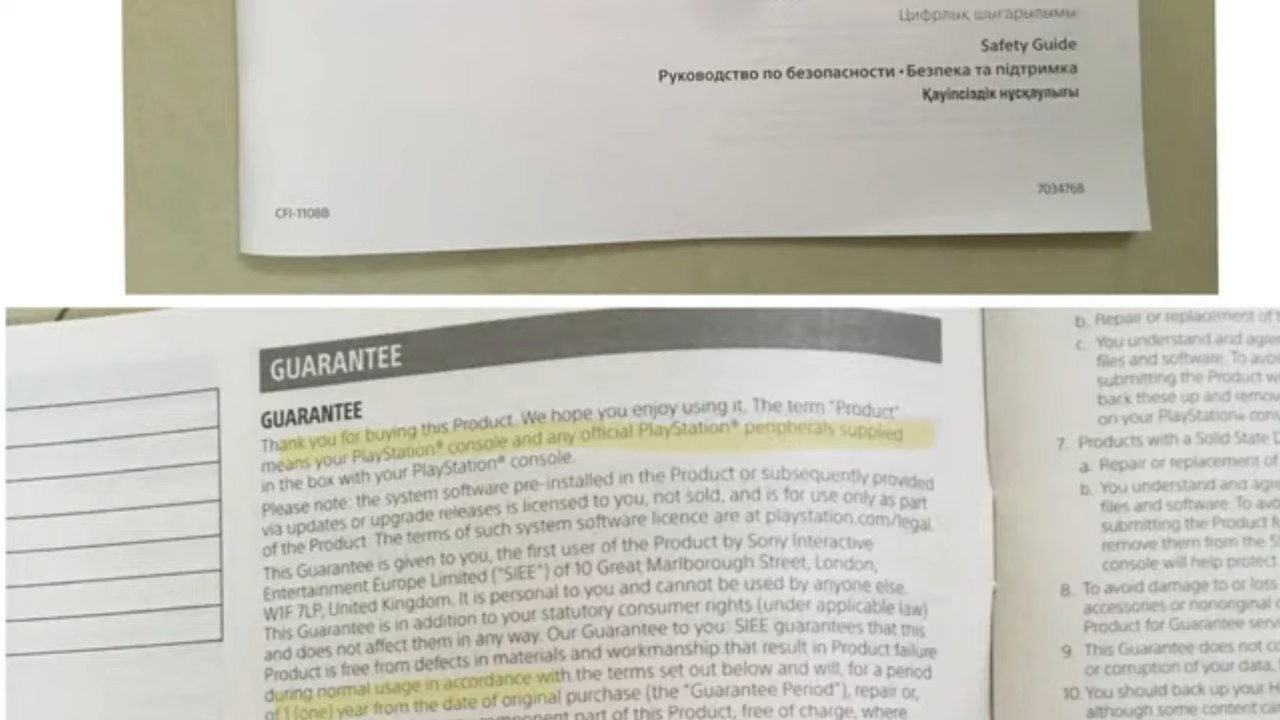 Цифрлық шығарылымы
Safety Guide
Руководство по безопасности • Безпека та підтримка
Қауіпсіздік нұсқаулығы
7034768
CFI-1108B
GUARANTEE
GUARANTEE
Thank you for buying this Product. We hope you enjoy using it. The term "Product"
means your PlayStation® console and any official PlayStation® peripherals supplied
in the box with your PlayStation® console.
Please note: the system software pre-installed in the Product or subsequently provided
via updates or upgrade releases is licensed to you, not sold, and is for use only as part
of the Product. The terms of such system software licence are at playstation.com/legal.
This Guarantee is given to you, the first user of the Product by Sony Interactive
Entertainment Europe Limited ("SIEE") of 10 Great Marlborough Street, London,
W1F 7LP, United Kingdom. It is personal to you and cannot be used by anyone else.
This Guarantee is in addition to your statutory consumer rights (under applicable law)
and does not affect them in any way. Our Guarantee to you: SIEE guarantees that this
Product is free from defects in materials and workmanship that result in Product failure
during normal usage in accordance with the terms set out below and will, for a period
of 1 (one) year from the date of original purchase (the "Guarantee Period"), repair or,
component part of this Product, free of charge, where
b. Repair or replacement of
c. You understand and
files and software. To
submitting the Product
back these up and
on your PlayStation®
7. Products with a Solid State
a. Repair or replacement of
b. You understand and
files and software. To
submitting the Product
remove them from the
console will help protect
8. To avoid damage to or loss
accessories or nonoriginal
Product for Guarantee
9. This Guarantee does not
or corruption of your data,
10. You should back up your
although some content